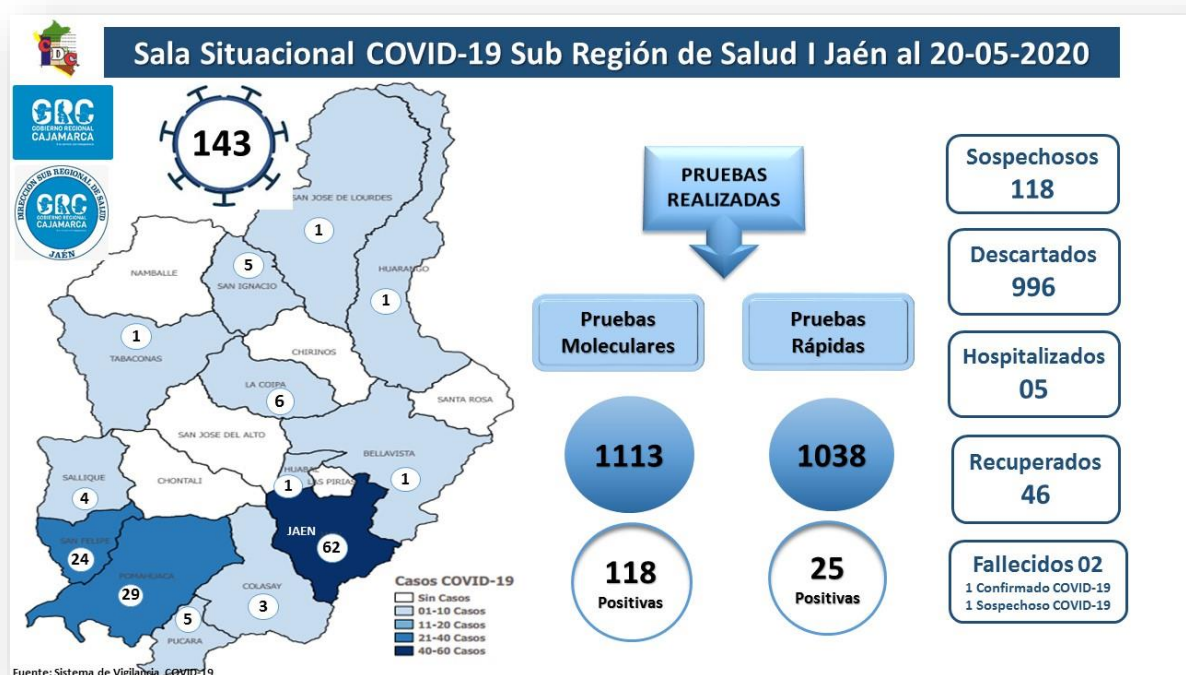 CDC
Sala Situacional COVID-19 Sub Región de Salud I Jaén al 20-05-2020
GRC
GOBIERNO REGIONAL
CAJAMARCA
DIRECCIÓN SUB REGIONAL DE SALUD
GRC
GOBIERNO REGIONAL
CAJAMARCA
JAÉN
143
SAN JOSE DE LOURDES
1
NAMBALLE
5
SAN IGNACIO
HUARANGO
1
1
TABACONAS
CHIRINOS
LA COIPA
6
SANTA ROSA
SAN JOSE DEL ALTO
BELLAVISTA
1
SALLIQUE
4
CHONTALI
HUABAL
1
LAS PIRIAS
JAEN
62
SAN FELIPE
24
POMAHUACA
29
COLASAY
3
5
PUCARA
Casos COVID-19
Sin Casos
01-10 Casos
11-20 Casos
21-40 Casos
40-60 Casos
Fuente: Sistema de Vigilancia COVID-19
PRUEBAS
REALIZADAS
Pruebas
Moleculares
1113
118
Positivas
Pruebas
Rápidas
1038
25
Positivas
Sospechosos
118
Descartados
996
Hospitalizados
05
Recuperados
46
Fallecidos 02
1 Confirmado COVID-19
1 Sospechoso COVID-19